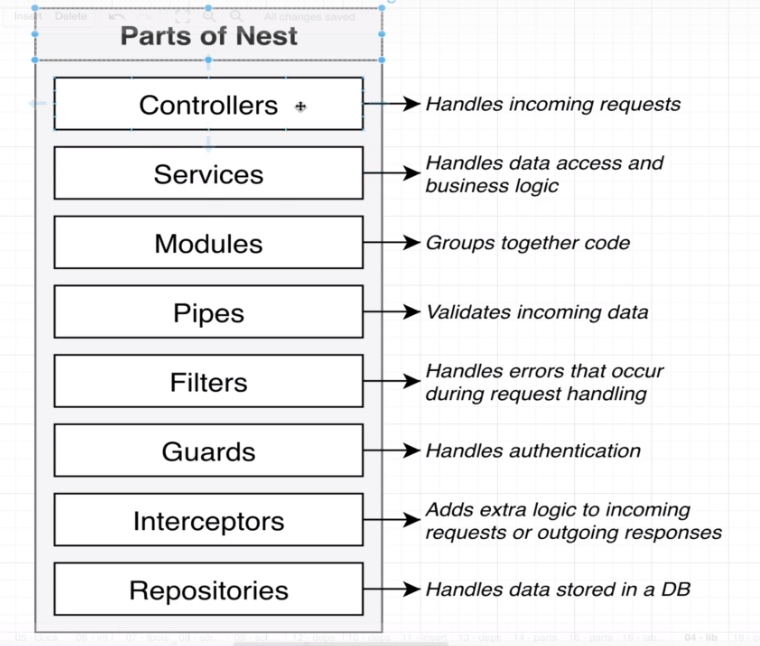 Insert Delete All changes saved
Parts of Nest
Controllers
Handles incoming requests
Services
Handles data access and
business logic
Modules
Groups together code
Pipes
Validates incoming data
Filters
Handles errors that occur
during request handling
Guards
Handles authentication
Interceptors
Adds extra logic to incoming
requests or outgoing responses
Repositories
Handles data stored in a DB
04 - lib